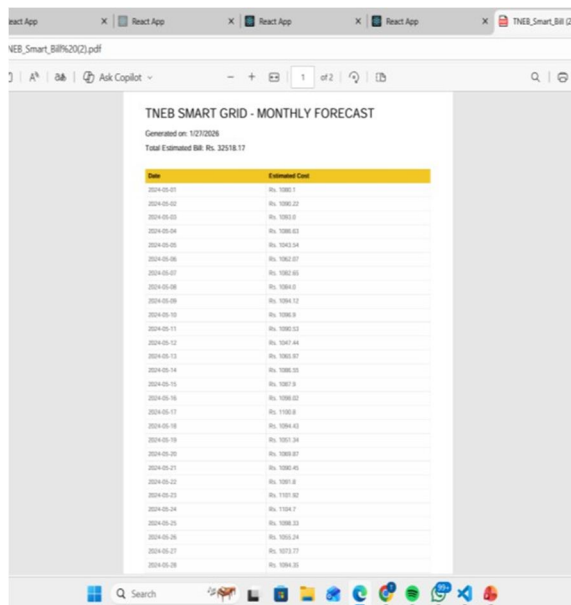 React App
React App
React App
React App
TNEB_Smart_Bill (2
NEB_Smart_Bill%20(2).pdf
Ask Copilot
1 of 2
TNEB SMART GRID - MONTHLY FORECAST
Generated on: 1/27/2026
Total Estimated Bill: Rs. 32518.17
Date Estimated Cost
2024-05-01 Rs. 1080.1
2024-05-02 Rs. 1090.22
2024-05-03 Rs. 1093.0
2024-05-04 Rs. 1086.63
2024-05-05 Rs. 1043.54
2024-05-06 Rs. 1062.07
2024-05-07 Rs. 1082.65
2024-05-08 Rs. 1084.0
2024-05-09 Rs. 1094.12
2024-05-10 Rs. 1096.9
2024-05-11 Rs. 1090.53
2024-05-12 Rs. 1047.44
2024-05-13 Rs. 1065.97
2024-05-14 Rs. 1086.55
2024-05-15 Rs. 1087.9
2024-05-16 Rs. 1098.02
2024-05-17 Rs. 1100.8
2024-05-18 Rs. 1094.43
2024-05-19 Rs. 1051.34
2024-05-20 Rs. 1069.87
2024-05-21 Rs. 1090.45
2024-05-22 Rs. 1091.8
2024-05-23 Rs. 1101.92
2024-05-24 Rs. 1104.7
2024-05-25 Rs. 1098.33
2024-05-26 Rs. 1055.24
2024-05-27 Rs. 1073.77
2024-05-28 Rs. 1094.35
Search
99+